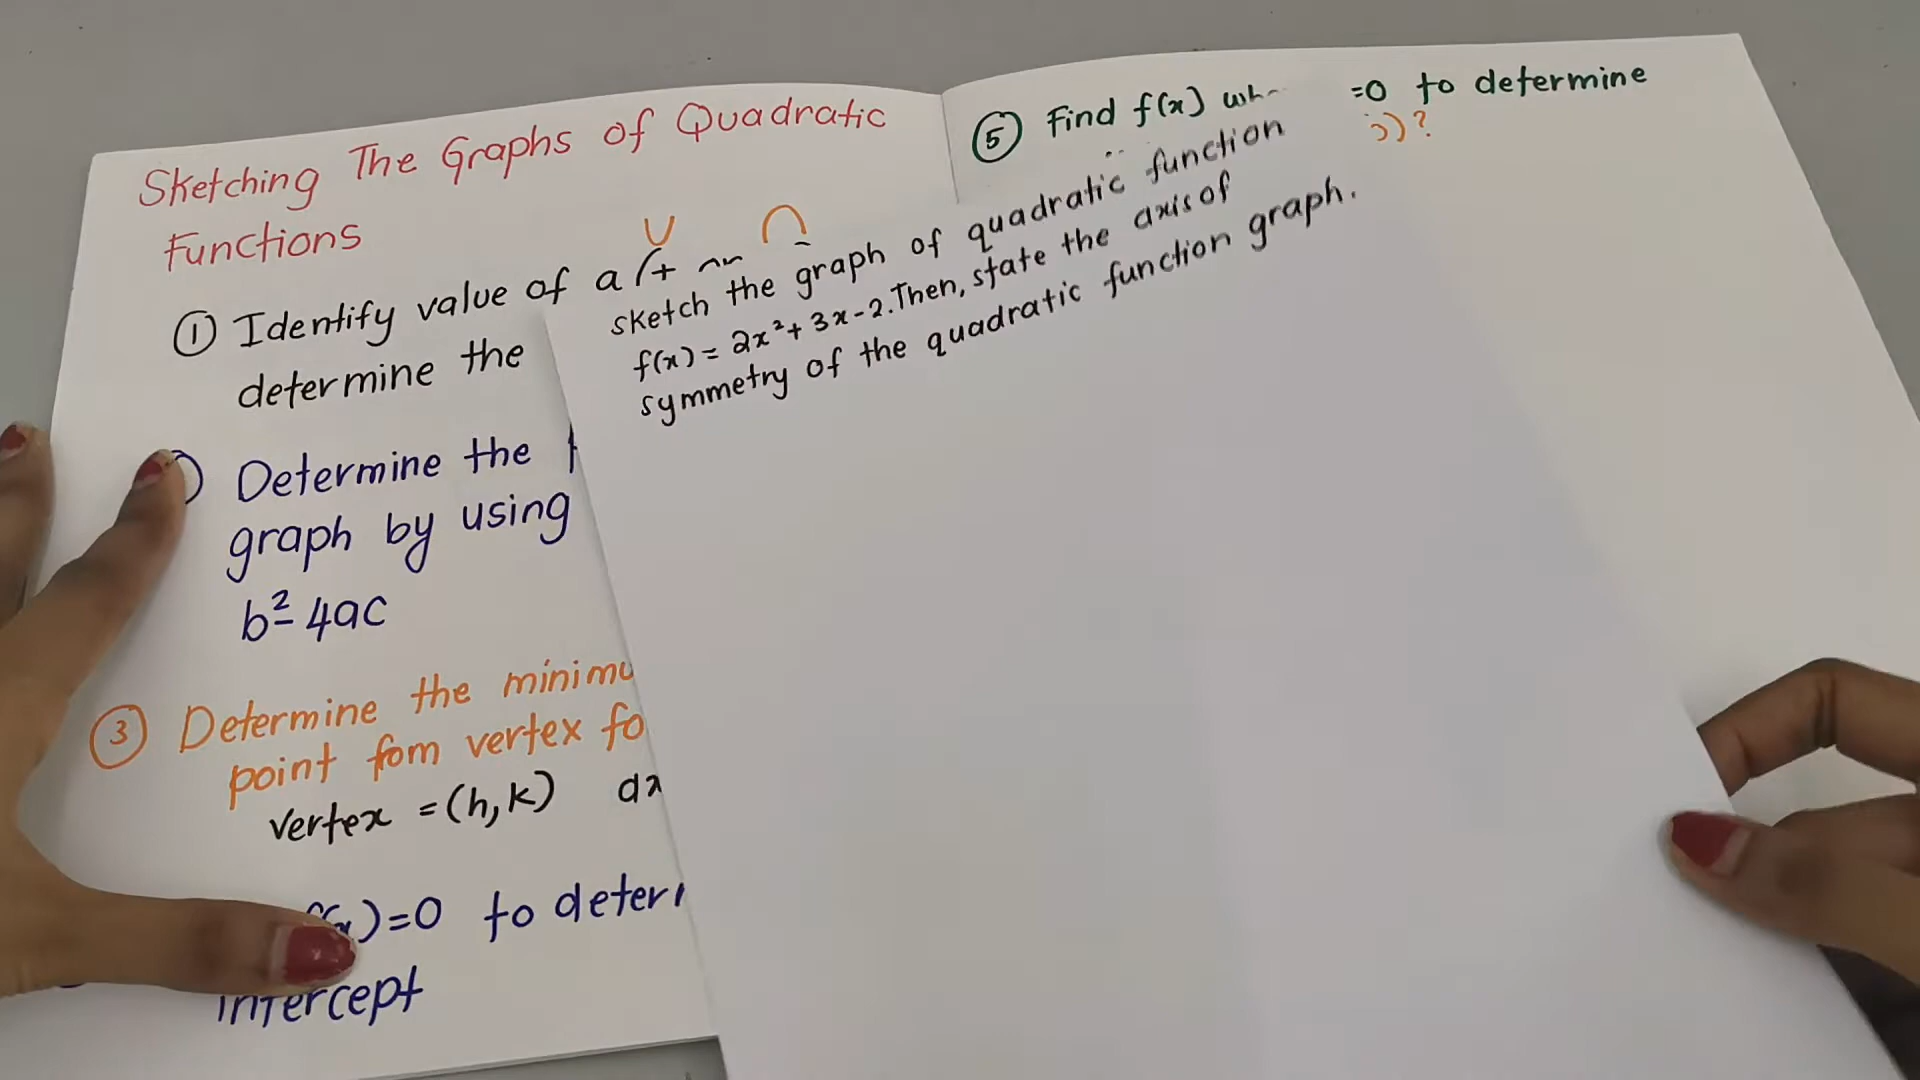 Sketching The Graphs of Quadratic
Functions
① Identify value of a (+
determine the
Determine the
graph by using
b²-4ac
③ Determine the
point fom vertex
vertex = (h,k)
)=0 to
intercept
⑤ Find f(x) =0 to determine
?
sketch the graph of quadratic function
f(x) = 2x²+ 3x-2. Then, state the axis of
symmetry of the quadratic function graph.